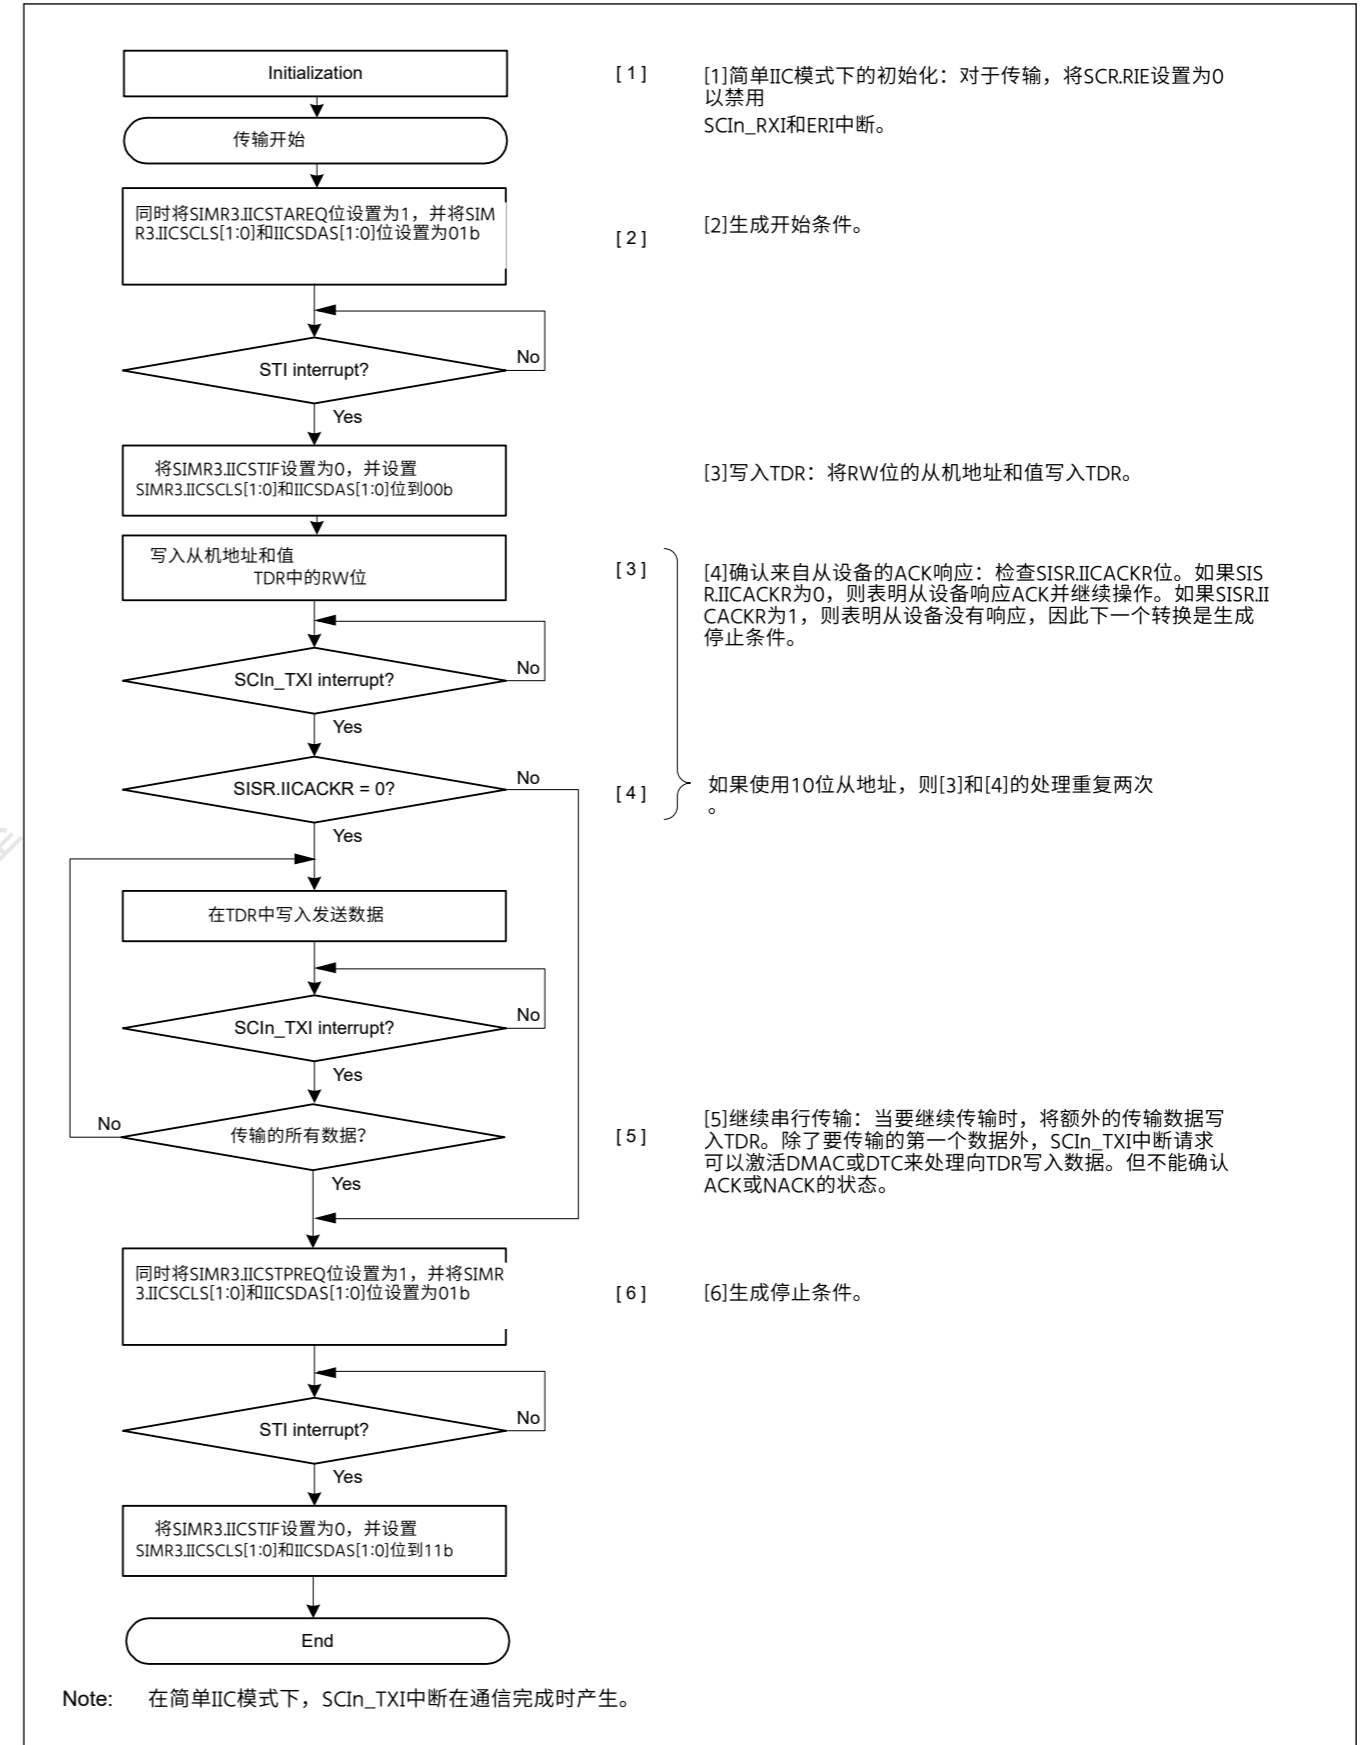 Initialization
[ 1 ]
[1]简单IIC模式下的初始化：对于传输，将SCR.RIE设置为0
以禁用
SCIn_RXI和ERI中断。
传输开始
同时将SIMR3.IICSTAREQ位设置为1，并将SIM
R3.IICSCLS[1:0]和IICSDAS[1:0]位设置为01b
[ 2 ]
[2]生成开始条件。
STI interrupt?
No
Yes
将SIMR3.IICSTIF设置为0，并设置
SIMR3.IICSCLS[1:0]和IICSDAS[1:0]位到00b
[3]写入TDR：将RW位的从机地址和值写入TDR。
写入从机地址和值
TDR中的RW位
[ 3 ]
[4]确认来自从设备的ACK响应：检查SISR.IICACKR位。如果SIS
R.IICACKR为0，则表明从设备响应ACK并继续操作。如果SISR.II
CACKR为1，则表明从设备没有响应，因此下一个转换是生成
停止条件。
SCIn_TXI interrupt?
No
Yes
SISR.IICACKR = 0?
No
[ 4 ]
如果使用10位从地址，则[3]和[4]的处理重复两次
。
Yes
在TDR中写入发送数据
SCIn_TXI interrupt?
No
Yes
No
传输的所有数据？
[ 5 ]
[5]继续串行传输：当要继续传输时，将额外的传输数据写
入TDR。除了要传输的第一个数据外，SCIn_TXI中断请求
可以激活DMAC或DTC来处理向TDR写入数据。但不能确认
ACK或NACK的状态。
Yes
同时将SIMR3.IICSTPREQ位设置为1，并将SIMR
3.IICSCLS[1:0]和IICSDAS[1:0]位设置为01b
[ 6 ]
[6]生成停止条件。
STI interrupt?
No
Yes
将SIMR3.IICSTIF设置为0，并设置
SIMR3.IICSCLS[1:0]和IICSDAS[1:0]位到11b
End
Note: 在简单IIC模式下，SCIn_TXI中断在通信完成时产生。